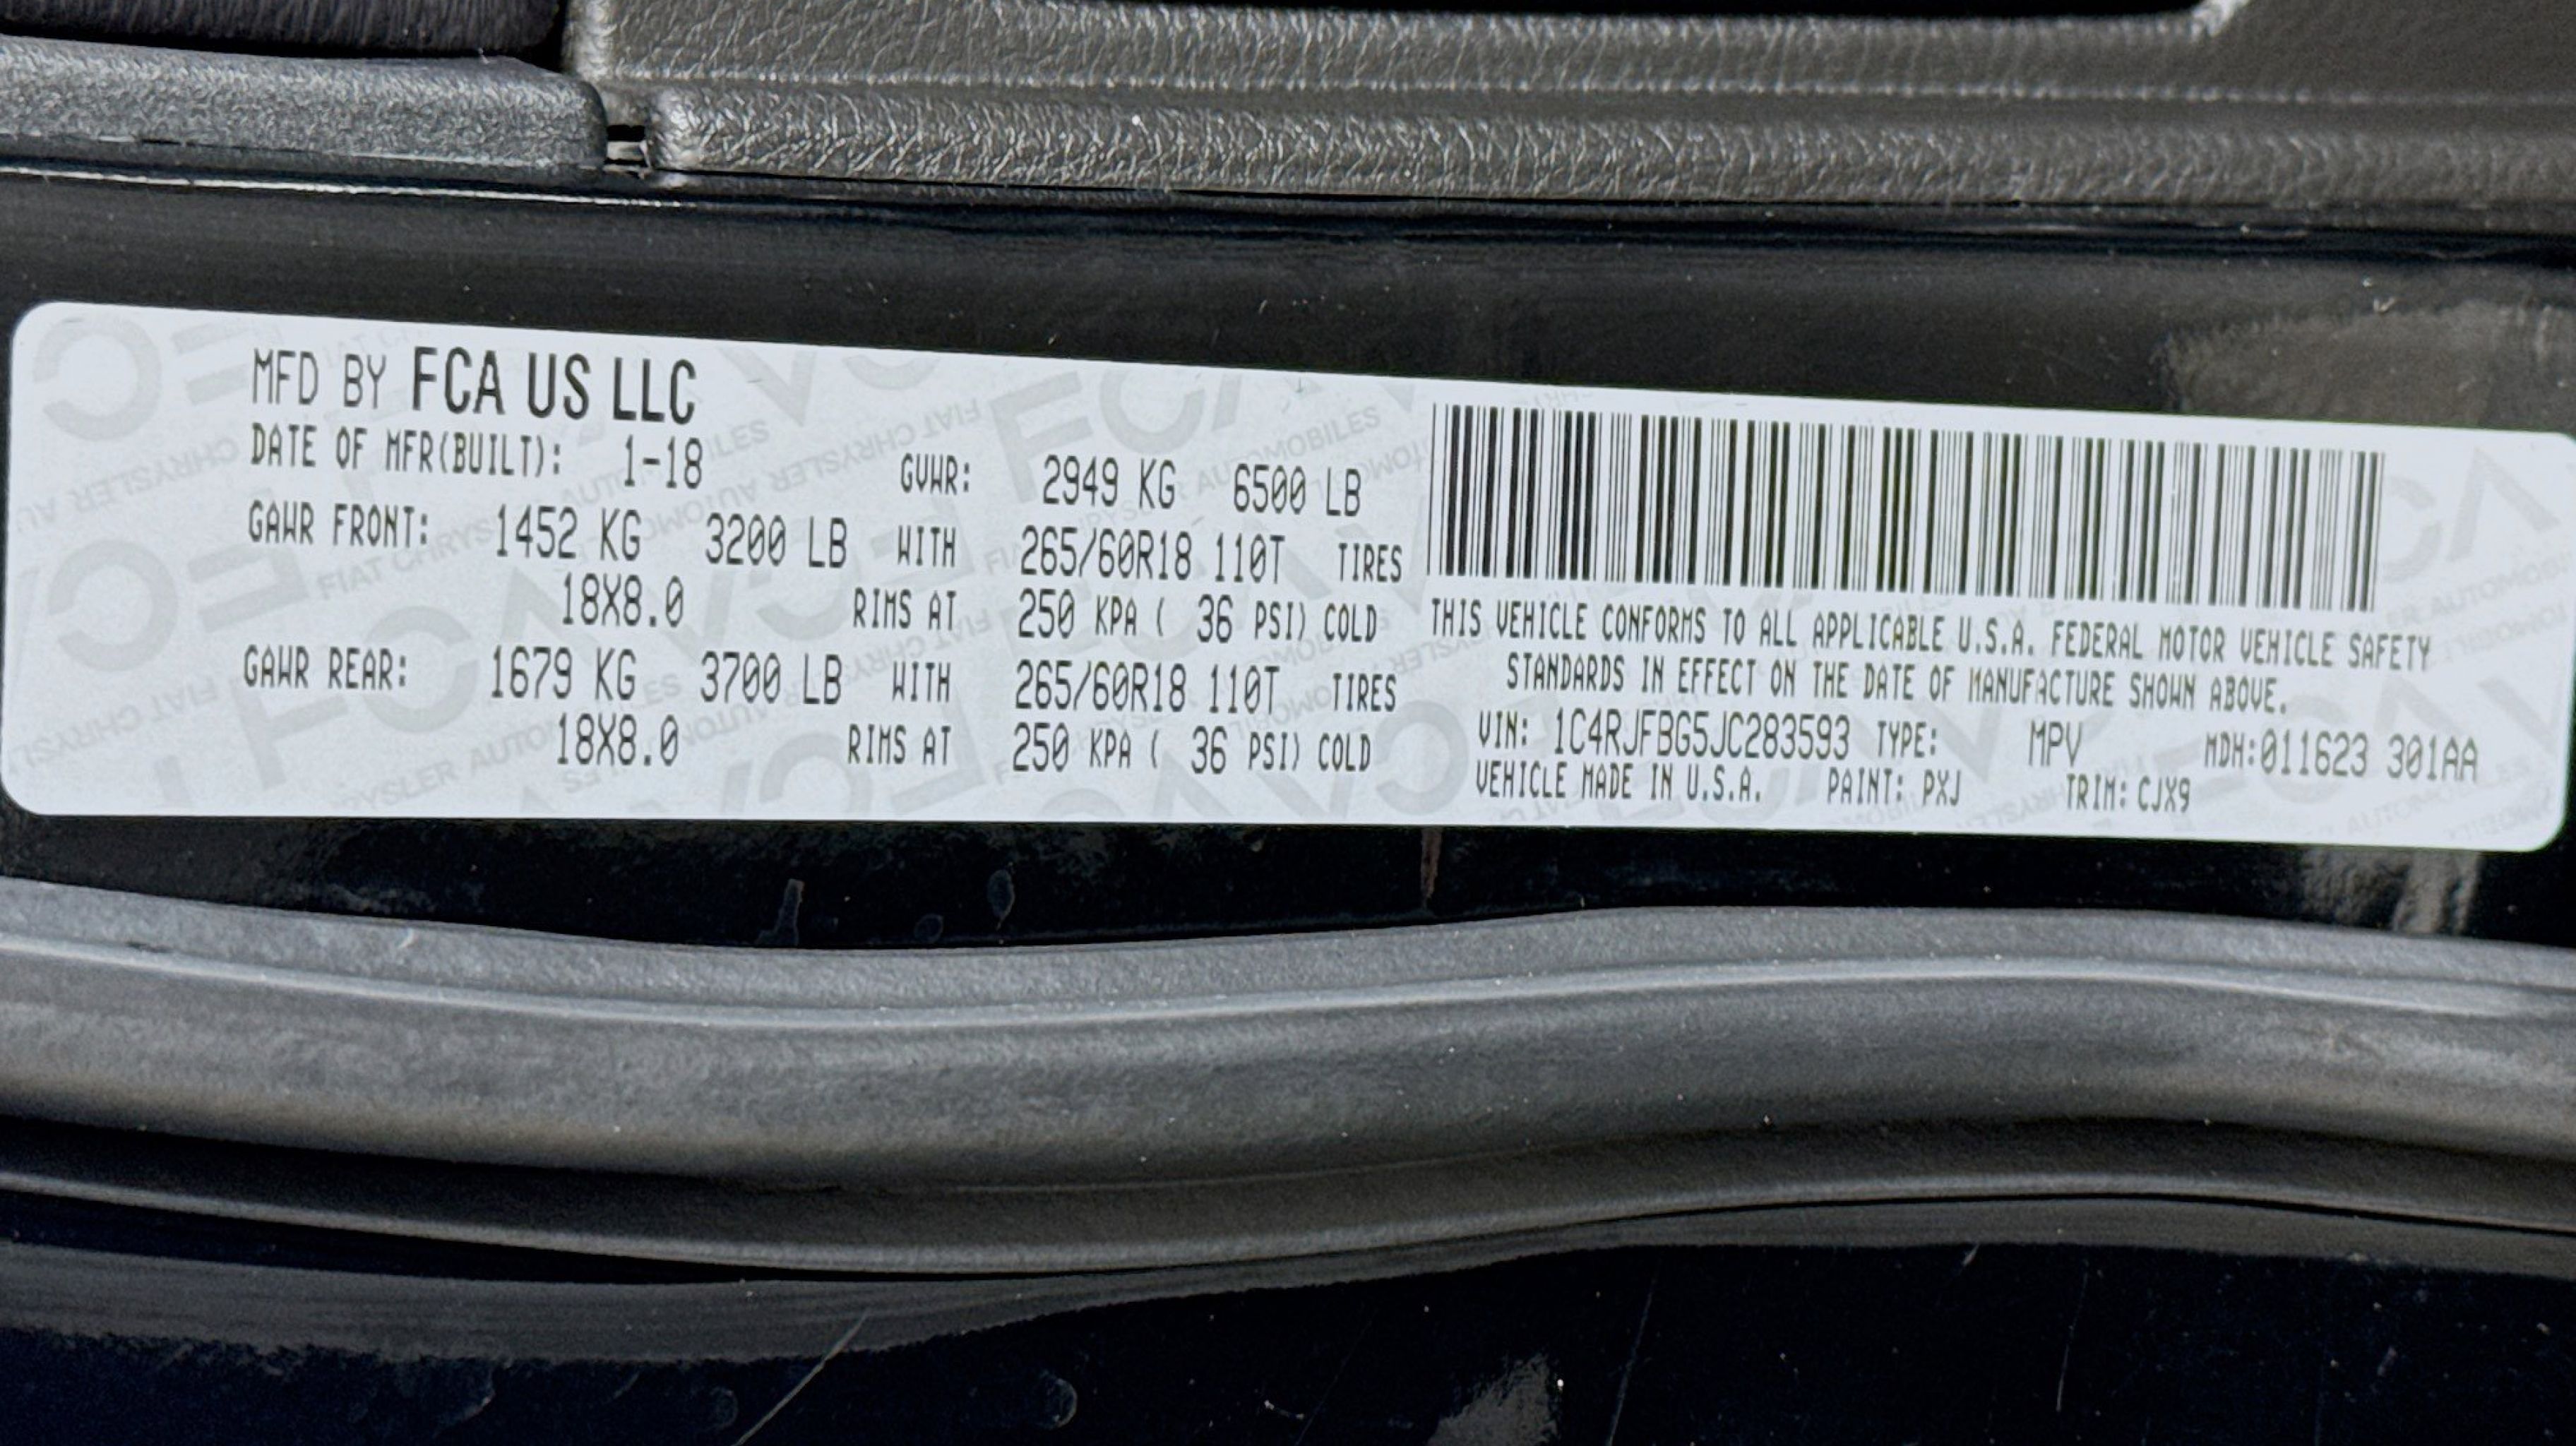 MFD BY FCA US LLC
DATE OF MFR(BUILT): 1-18 GVWR: 2949 KG 6500 LB
GAWR FRONT: 1452 KG 3200 LB WITH 265/60R18 110T TIRES
18X8.0 RIMS AT 250 KPA ( 36 PSI) COLD
GAWR REAR: 1679 KG 3700 LB WITH 265/60R18 110T TIRES
18X8.0 RIMS AT 250 KPA ( 36 PSI) COLD
THIS VEHICLE CONFORMS TO ALL APPLICABLE U.S.A. FEDERAL MOTOR VEHICLE SAFETY
STANDARDS IN EFFECT ON THE DATE OF MANUFACTURE SHOWN ABOVE.
VIN: 1C4RJFBG5JC283593 TYPE: MPV MDH:011623 301AA
VEHICLE MADE IN U.S.A. PAINT: PXJ TRIM: CJX9